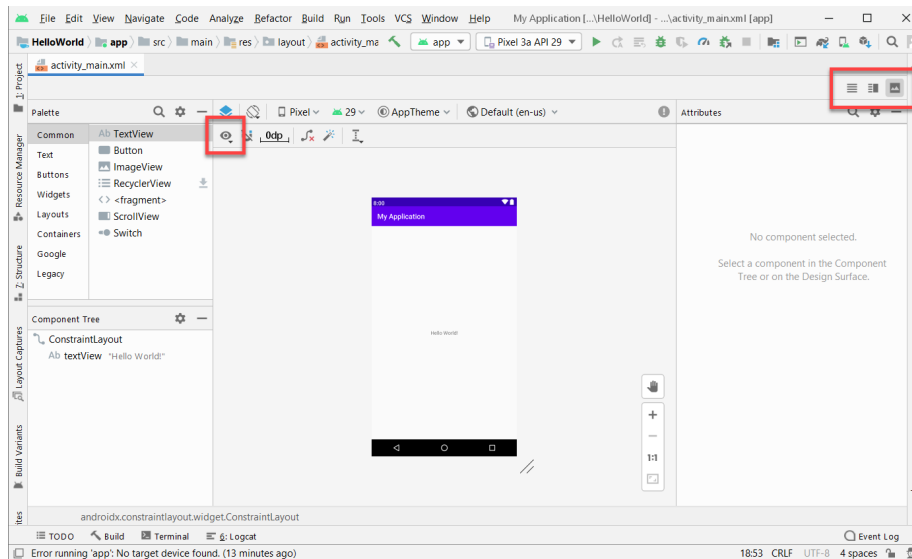 File Edit View Navigate Code Analyze Refactor Build Run Tools VCS Window Help My Application [...\HelloWorld] - ...\activity_main.xml [app]
HelloWorld app src main res layout activity_ma app Pixel 3a API 29
activity_main.xml
1: Project
Resource Manager
7: Structure
Layout Captures
Build Variants
ites
Palette
Common
Text
Buttons
Widgets
Layouts
Containers
Google
Legacy
Ab TextView
Button
ImageView
RecyclerView
<> <fragment>
ScrollView
Switch
Pixel 29 AppTheme Default (en-us)
0dp
Attributes
8:00
My Application
Hello World!
No component selected.
Select a component in the Component
Tree or on the Design Surface.
Component Tree
ConstraintLayout
Ab textView "Hello World!"
1:1
androidx.constraintlayout.widget.ConstraintLayout
TODO Build Terminal 6: Logcat Event Log
Error running 'app': No target device found. (13 minutes ago) 18:53 CRLF UTF-8 4 spaces